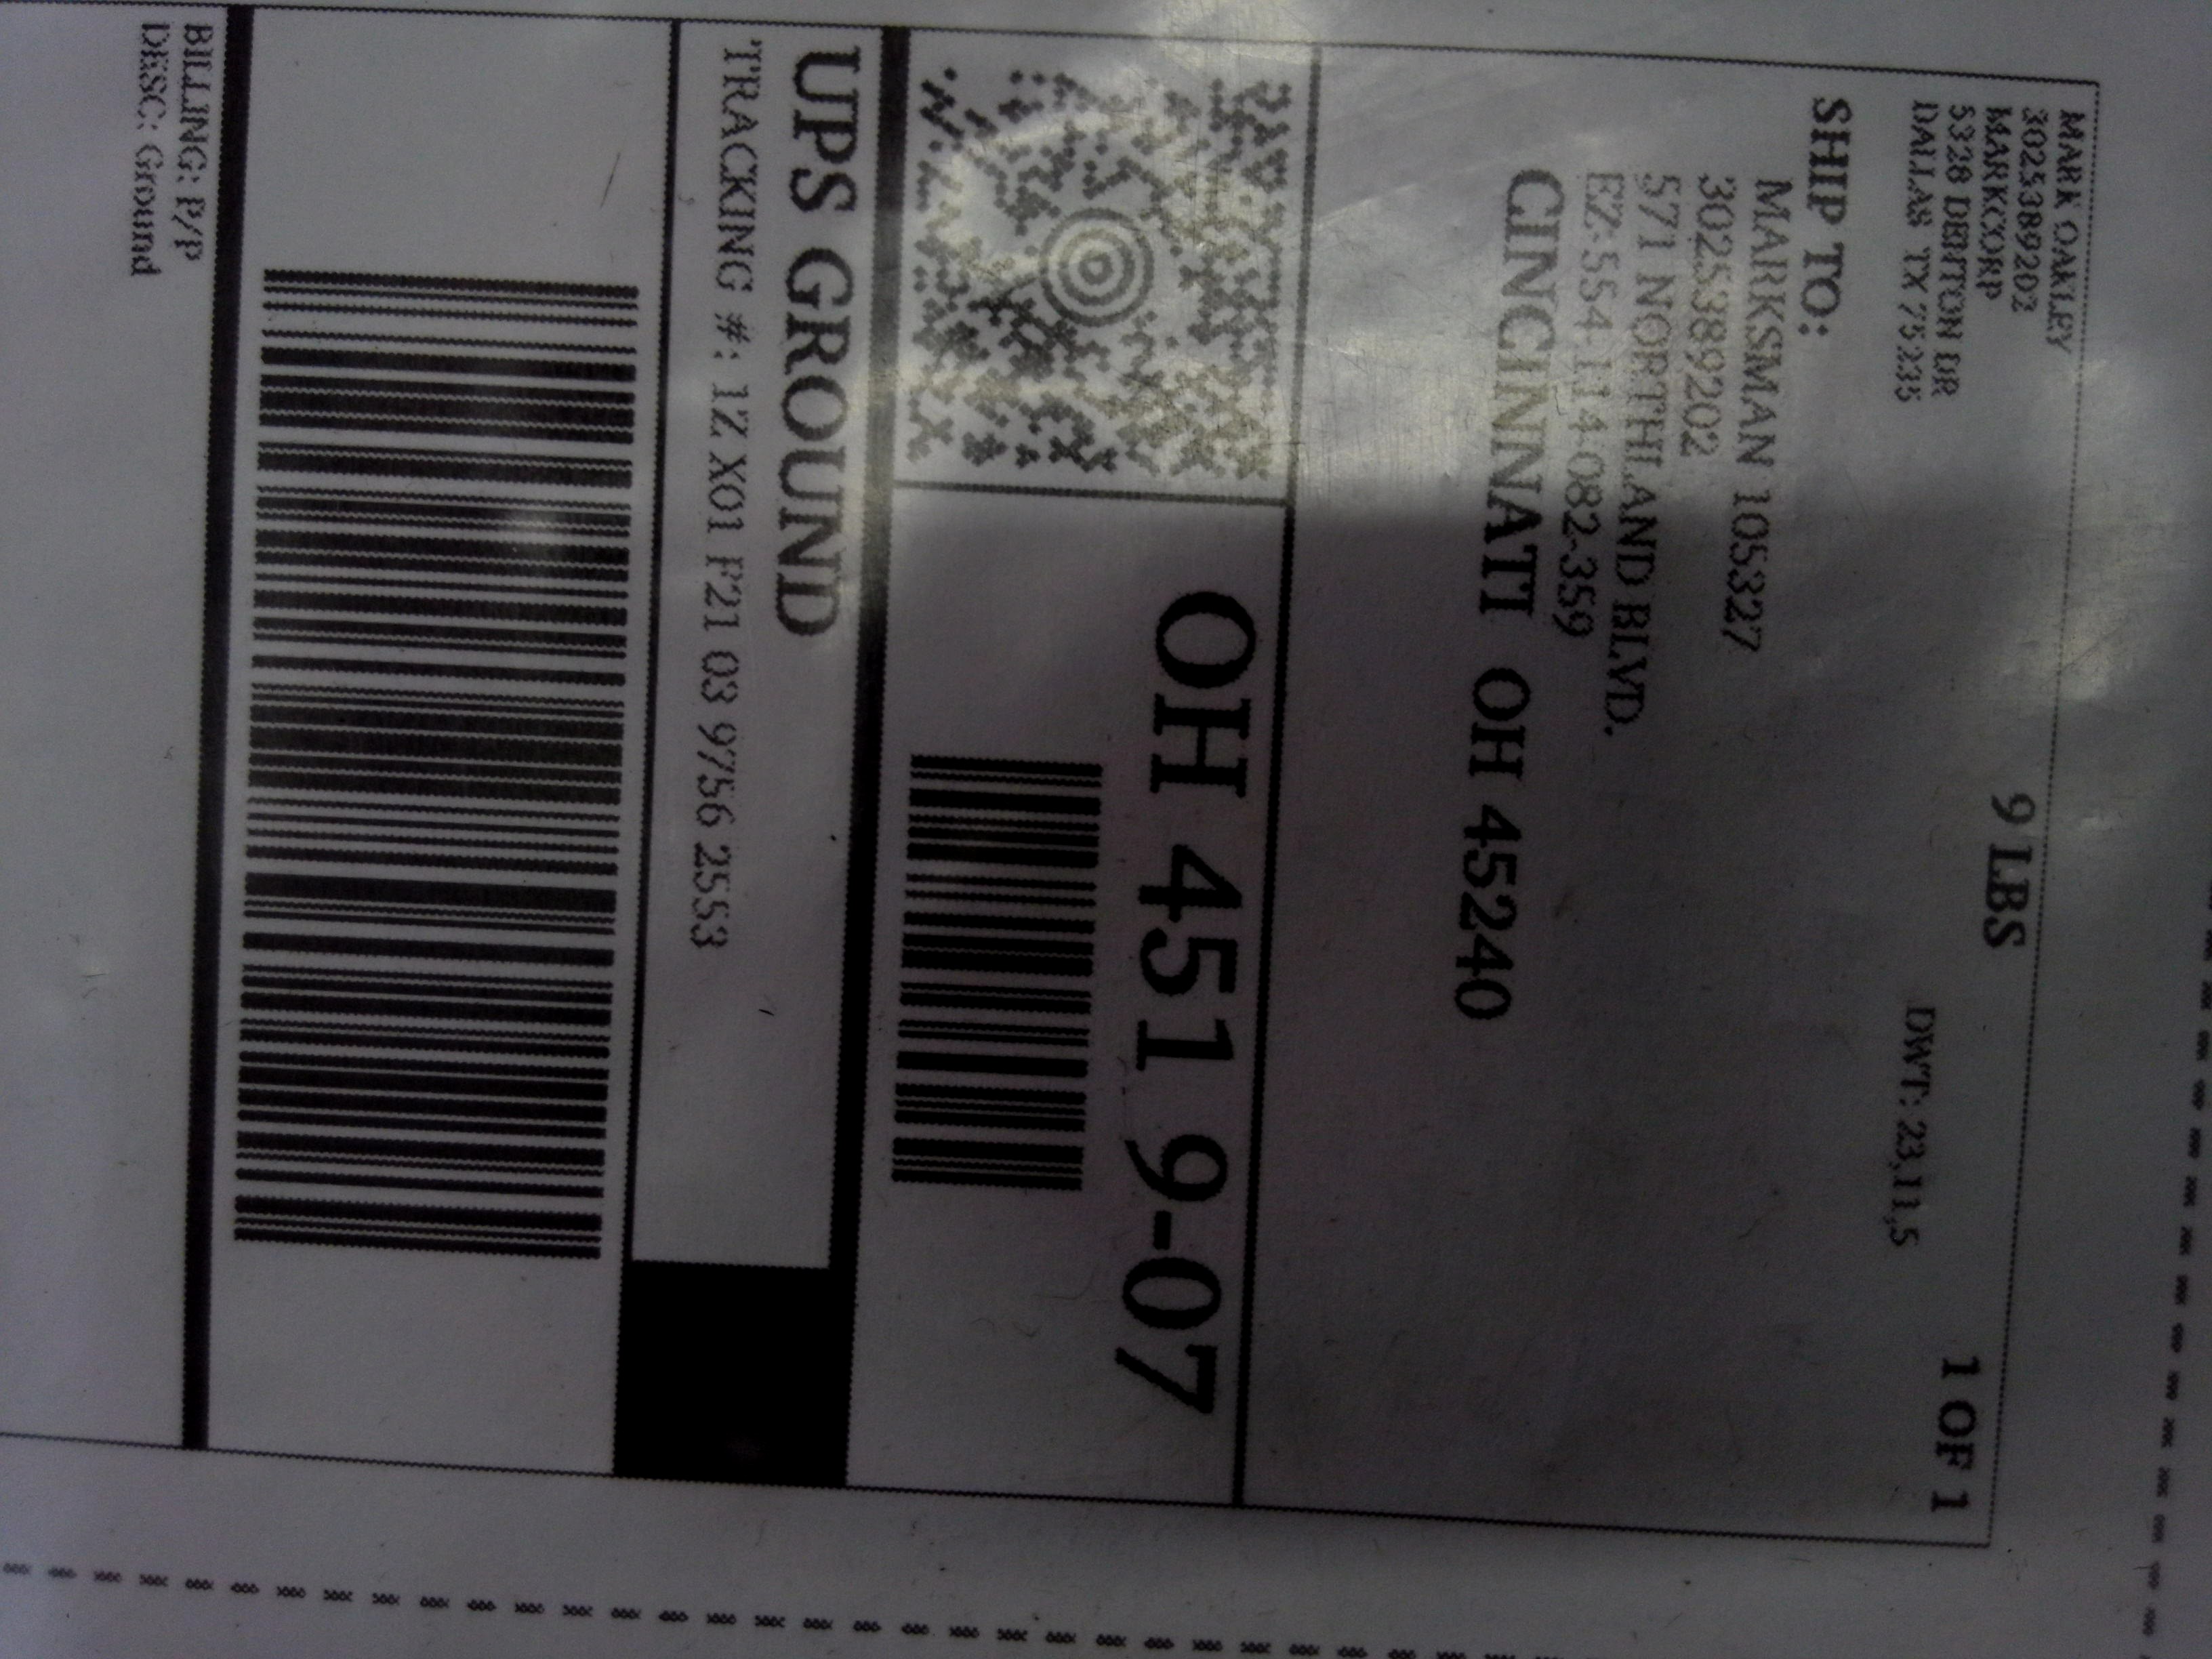 MARK OAKLEY
3025389202
MARKCORP
5328 DEBITON DR
DALLAS TX 75235
9 LBS
1 OF 1
DWT: 23,11,5
SHIP TO:
MARKSMAN 105327
3025389202
571 NORTHLAND BLVD.
EZ-554-114-082-359
CINCINNATI OH 45240
OH 451 9-07
UPS GROUND
TRACKING #: 1Z X01 F21 03 9756 2553
BILLING: P/P
DESC: Ground